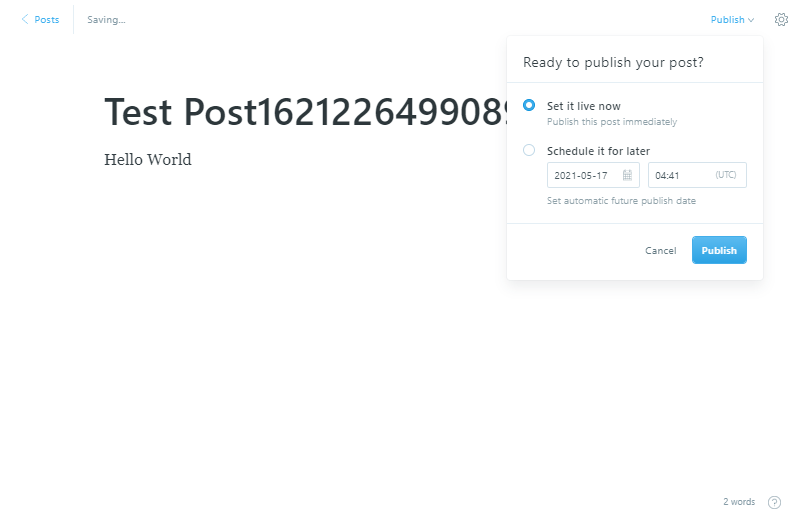 Posts
Saving...
Publish
Ready to publish your post?
Test Post162122649908
Hello World
Set it live now
Publish this post immediately
Schedule it for later
2021-05-17
04:41
(UTC)
Set automatic future publish date
Cancel
Publish
2 words
?